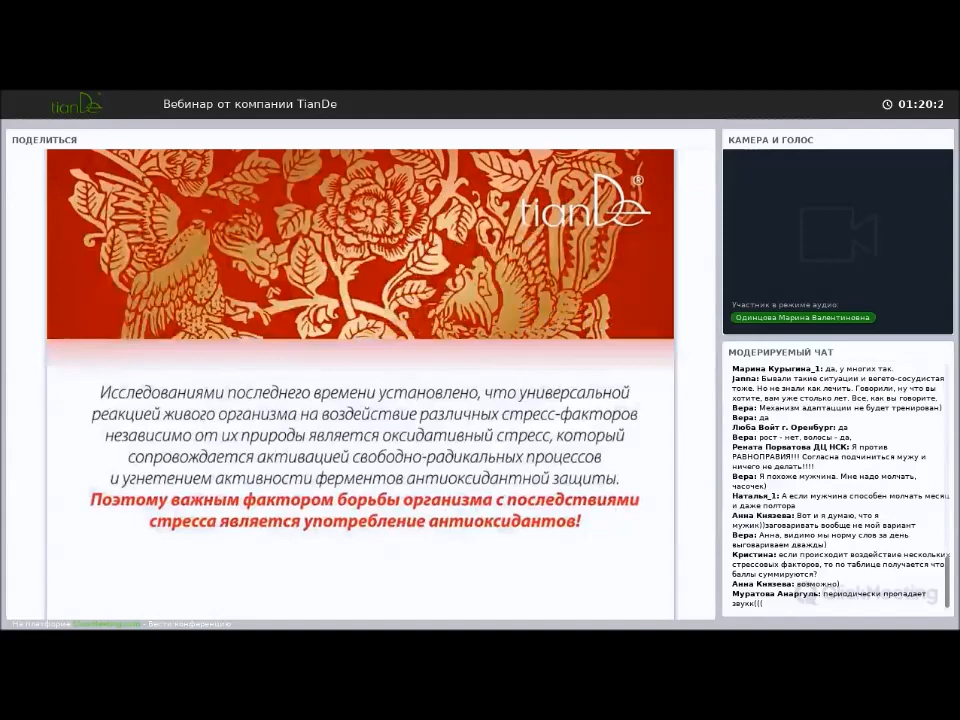 tianDe
Вебинар от компании TianDe
01:20:2
ПОДЕЛИТЬСЯ
tianDe®
Исследованиями последнего времени установлено, что универсальной
реакцией живого организма на воздействие различных стресс-факторов
независимо от их природы является оксидативный стресс, который
сопровождается активацией свободно-радикальных процессов
и угнетением активности ферментов антиоксидантной защиты.
Поэтому важным фактором борьбы организма с последствиями
стресса является употребление антиоксидантов!
КАМЕРА И ГОЛОС
Участник в режиме аудио:
Одинцова Марина Валентиновна
МОДЕРИРУЕМЫЙ ЧАТ
Марина Курыгина_1: да, у многих так.
Janna: Бывали такие ситуации и вегето-сосудистая
тоже. Но не знали как лечить. Говорили, ну что вы
хотите, вам уже столько лет. Все, как вы говорите.
Вера: Механизм адаптацции не будет тренирован)
Вера: да
Люба Войт г. Оренбург: да
Вера: рост - нет, волосы - да,
Рената Порватова ДЦ НСК: Я против
РАВНОПРАВИЯ!!! Согласна подчиниться мужу и
ничего не делать!!!!
Вера: Я похоже мужчина. Мне надо молчать,
часочек)
Наталья_1: А если мужчина способен молчать месяц
и даже полтора
Анна Князева: Вот и я думаю, что я
мужик))заговаривать вообще не мой вариант
Вера: Анна, видимо мы норму слов за день
выговариваем дважды)
Кристина: если происходит воздействие нескольких
стрессовых факторов, то по таблице получается что
баллы суммируются?
Анна Князева: возможно)
Муратова Анаргуль: периодически пропадает
звукк(((
На платформе ClickMeeting.com - Вести конференцию